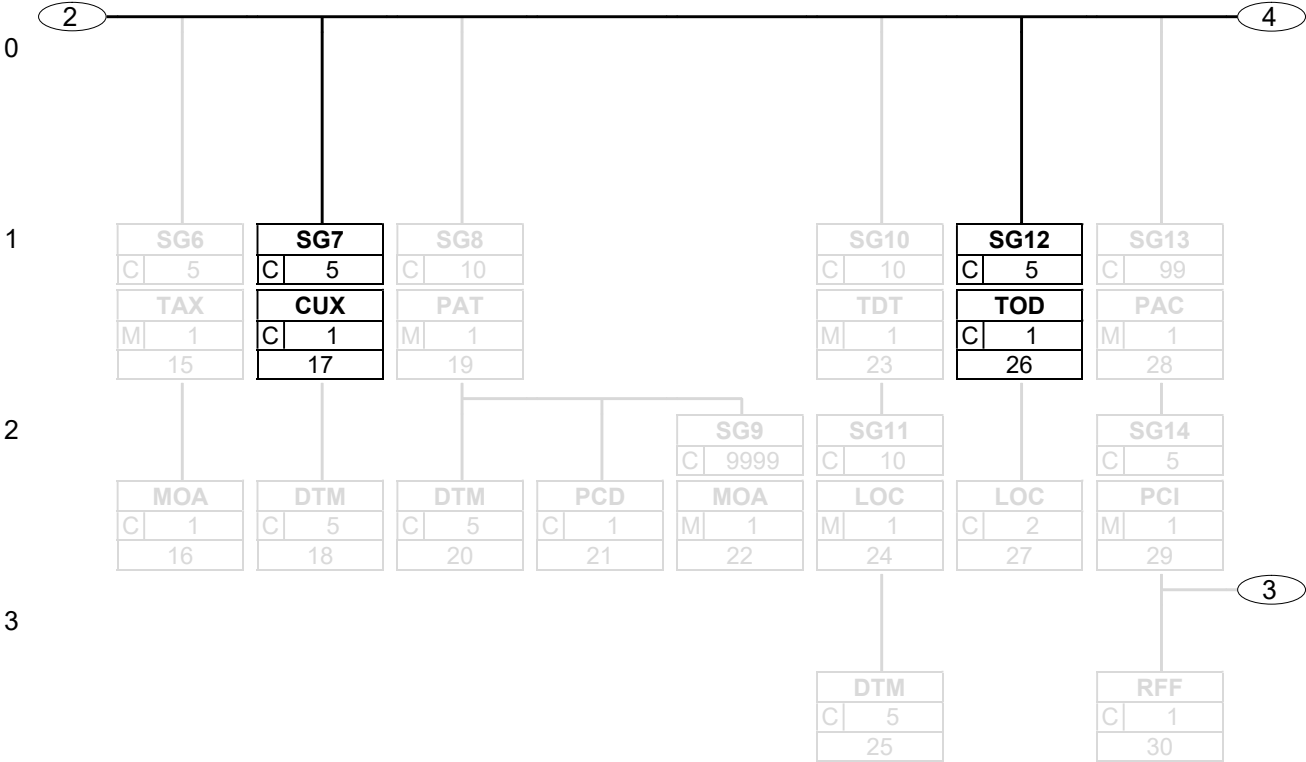 2 4
0
1
SG6 SG7 SG8 SG10 SG12 SG13
C 5 C 5 C 10 C 10 C 5 C 99
TAX CUX PAT TDT TOD PAC
M 1 C 1 M 1 M 1 C 1 M 1
15 17 19 23 26 28
2
SG9 SG11 SG14
C 9999 C 10 C 5
MOA DTM DTM PCD MOA LOC LOC PCI
C 1 C 5 C 5 C 1 M 1 M 1 C 2 M 1
16 18 20 21 22 24 27 29
3
3
DTM RFF
C 5 C 1
25 30